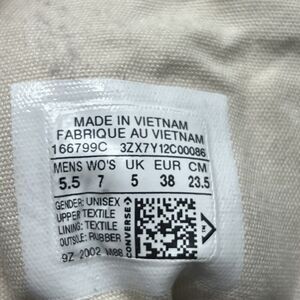 MADE IN VIETNAM
FABRIQUE AU VIETNAM
166799C 3ZX7Y12C00086
MENS WO'S UK EUR CM
5.5 7 5 38 23.5
GENDER: UNISEX
UPPER: TEXTILE
LINING: TEXTILE
OUTSOLE: RUBBER
CONVERSE
9Z 2002 VN88